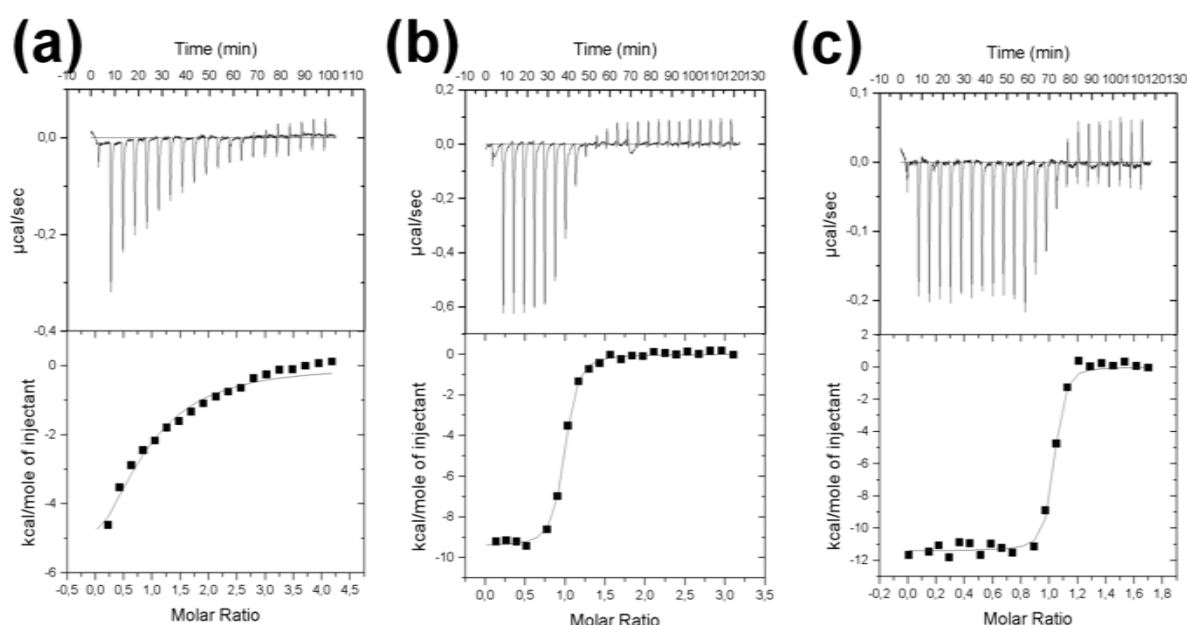 (a)
Time (min)
-10 0 10 20 30 40 50 60 70 80 90 100 110
0,0
-0,2
-0,4
µcal/sec
0
-2
-4
-6
kcal/mole of injectant
-0,5 0,0 0,5 1,0 1,5 2,0 2,5 3,0 3,5 4,0 4,5
Molar Ratio
(b)
Time (min)
-10 0 10 20 30 40 50 60 70 80 90 100 110 120 130
0,2
0,0
-0,2
-0,4
-0,6
µcal/sec
0
-2
-4
-6
-8
-10
kcal/mole of injectant
0,0 0,5 1,0 1,5 2,0 2,5 3,0 3,5
Molar Ratio
(c)
Time (min)
-10 0 10 20 30 40 50 60 70 80 90 100 110 120 130
0,1
0,0
-0,1
-0,2
µcal/sec
2
0
-2
-4
-6
-8
-10
-12
kcal/mole of injectant
-0,2 0,0 0,2 0,4 0,6 0,8 1,0 1,2 1,4 1,6 1,8
Molar Ratio